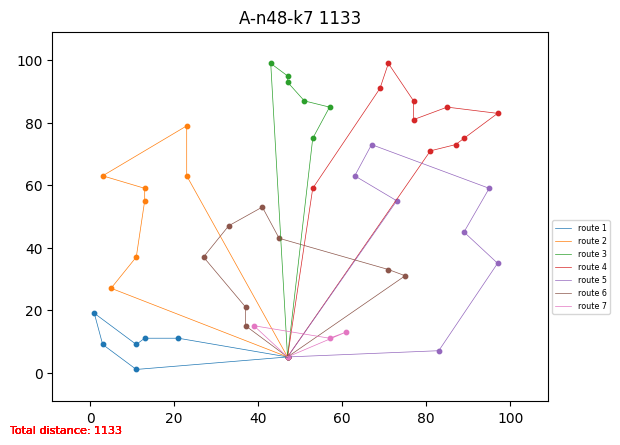 A-n48-k7 1133
100
80
60
40
20
0
0 20 40 60 80 100
route 1
route 2
route 3
route 4
route 5
route 6
route 7
Total distance: 1133